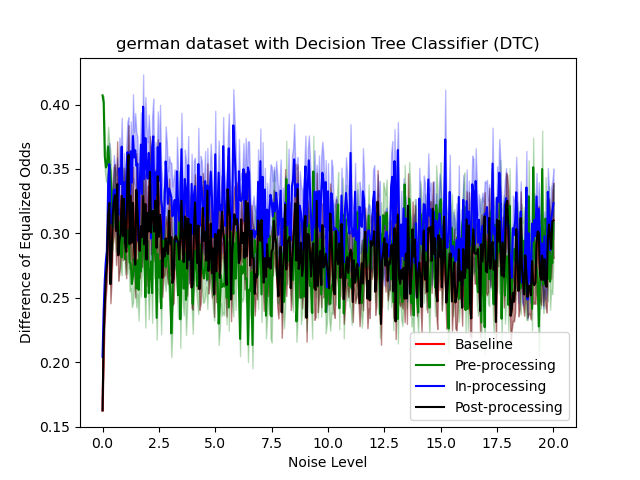 german dataset with Decision Tree Classifier (DTC)
Difference of Equalized Odds
0.40
0.35
0.30
0.25
0.20
0.15
0.0 2.5 5.0 7.5 10.0 12.5 15.0 17.5 20.0
Noise Level
Baseline
Pre-processing
In-processing
Post-processing